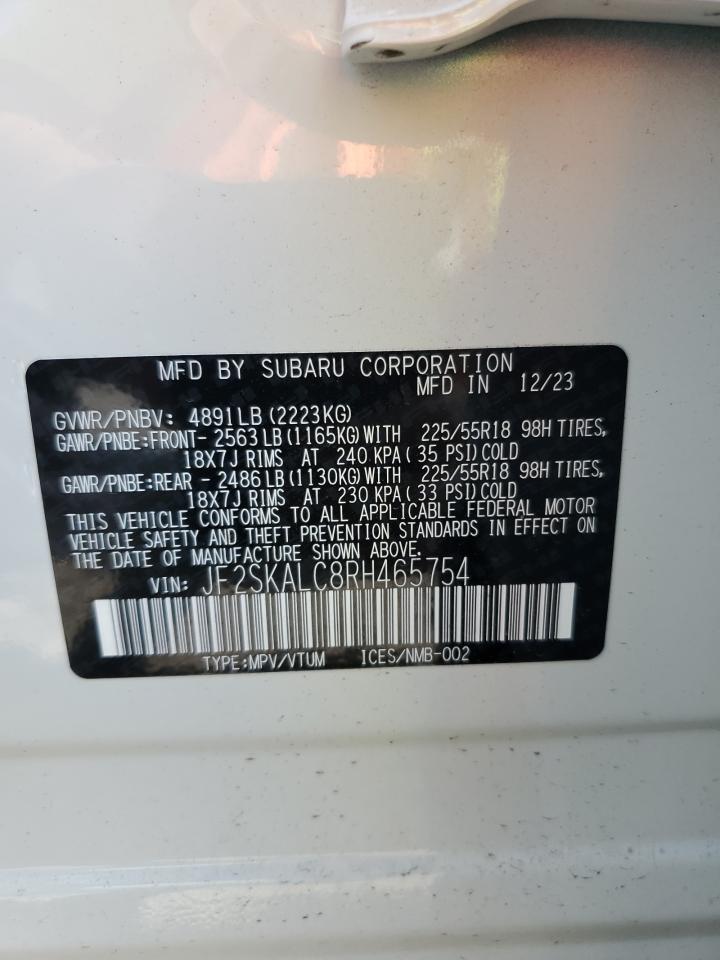 MFD BY SUBARU CORPORATION
MFD IN 12/23
GVWR/PNBV: 4891LB (2223KG)
GAWR/PNBE:FRONT- 2563LB(1165KG)WITH 225/55R18 98H TIRES,
18X7J RIMS AT 240 KPA( 35 PSI)COLD
GAWR/PNBE:REAR - 2486LB(1130KG)WITH 225/55R18 98H TIRES,
18X7J RIMS AT 230 KPA( 33 PSI)COLD
THIS VEHICLE CONFORMS TO ALL APPLICABLE FEDERAL MOTOR
VEHICLE SAFETY AND THEFT PREVENTION STANDARDS IN EFFECT ON
THE DATE OF MANUFACTURE SHOWN ABOVE.
VIN: JF2SKALC8RH465754
TYPE:MPV/VTUM ICES/NMB-002